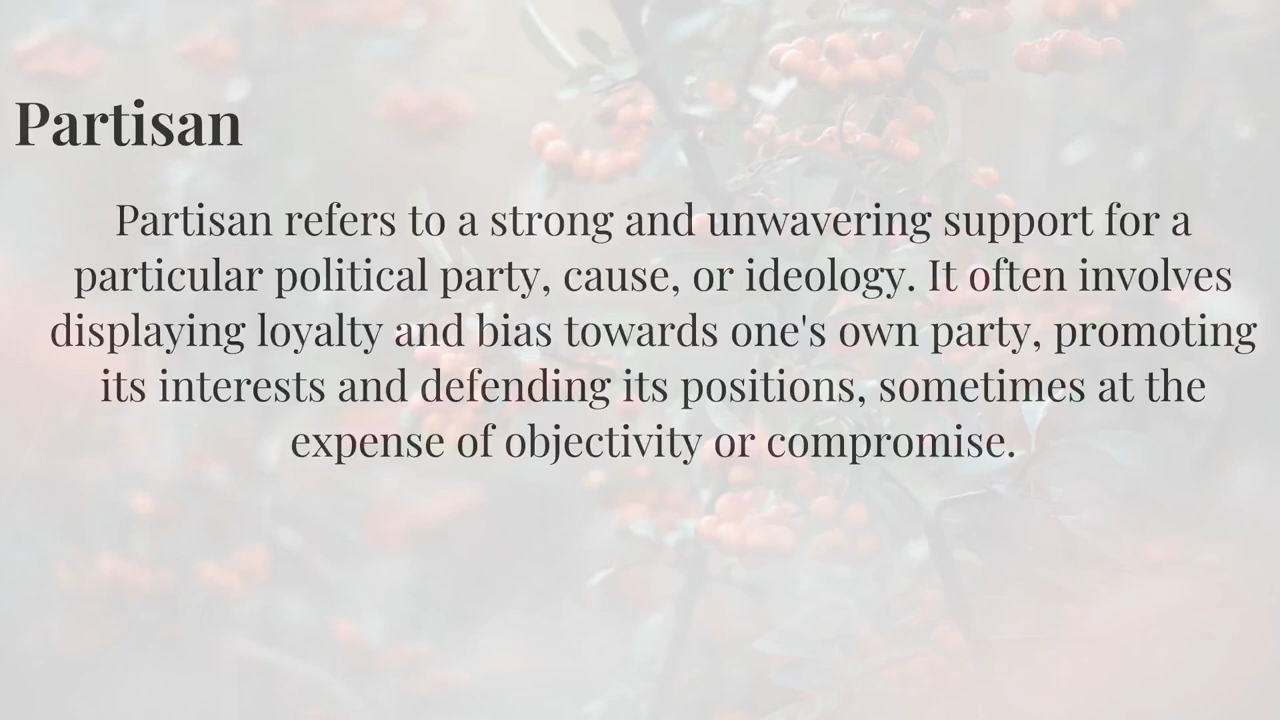 Partisan
Partisan refers to a strong and unwavering support for a
particular political party, cause, or ideology. It often involves
displaying loyalty and bias towards one's own party, promoting
its interests and defending its positions, sometimes at the
expense of objectivity or compromise.